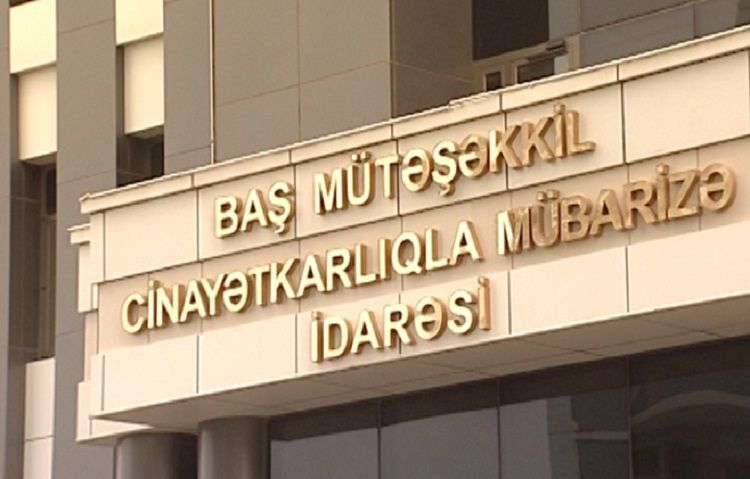 BAŞ MÜTƏŞƏKKİL
CİNAYƏTKARLIQLA MÜBARİZƏ
İDARƏSİ